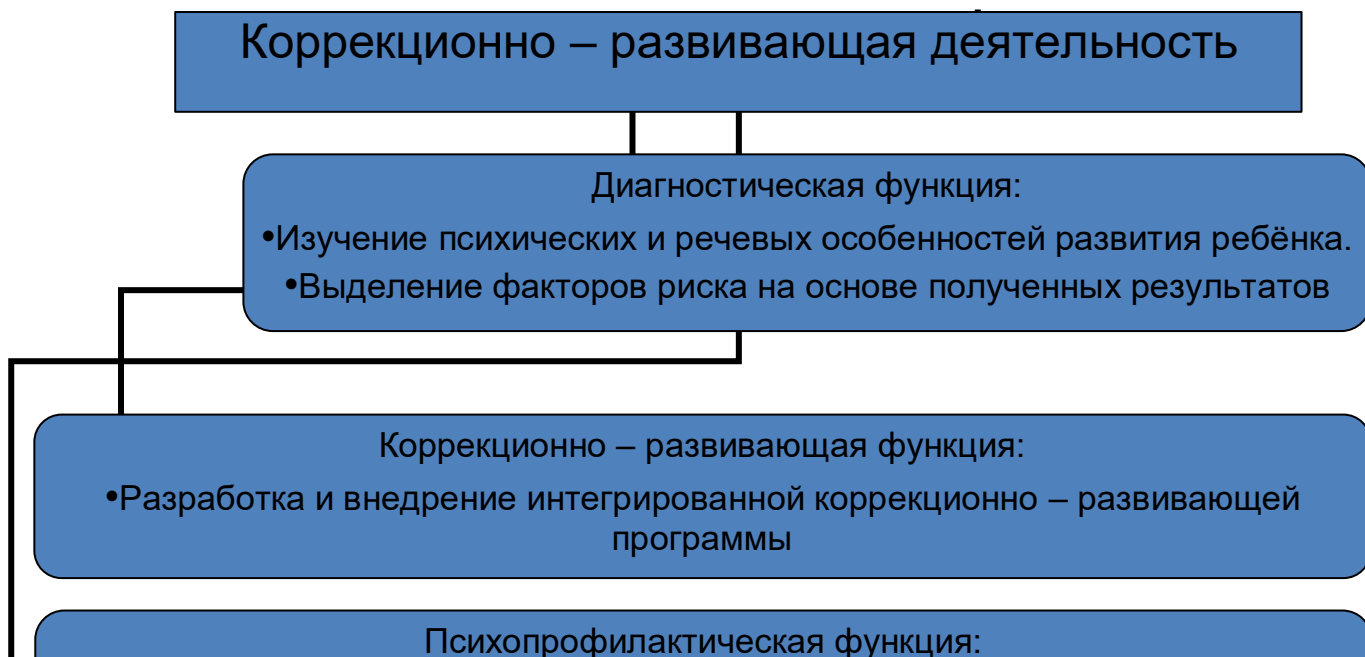 Коррекционно – развивающая деятельность
Диагностическая функция:
•Изучение психических и речевых особенностей развития ребёнка.
•Выделение факторов риска на основе полученных результатов
Коррекционно – развивающая функция:
•Разработка и внедрение интегрированной коррекционно – развивающей
программы
Психопрофилактическая функция: